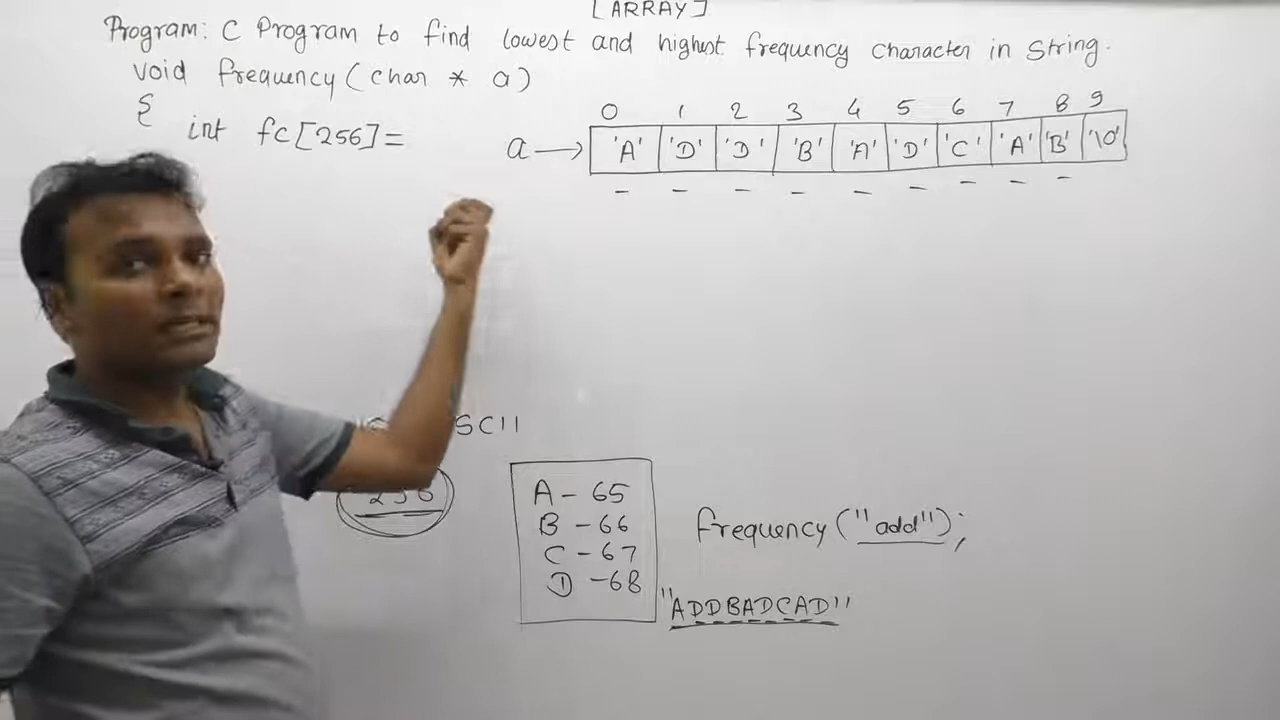 [ARRAY]
Program: C Program to find lowest and highest frequency character in String.
void frequency(char * a)
{
int fc[256]=
0 1 2 3 4 5 6 7 8 9
a → 'A' 'D' 'D' 'B' 'A' 'D' 'C' 'A' 'B' '\0'
SCII
256
A - 65
B - 66
C - 67
D - 68
frequency("add");
"ADDBADCAD"